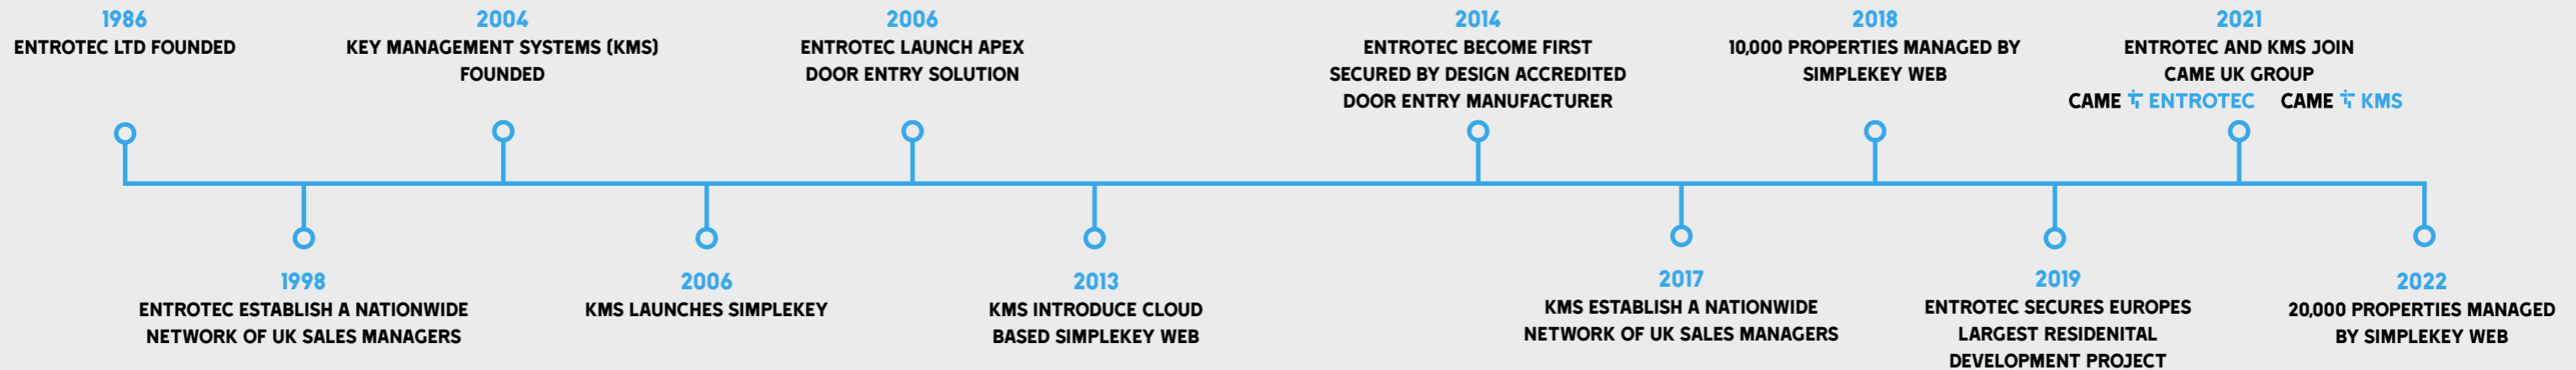 1986
ENTROTEC LTD FOUNDED
1998
ENTROTEC ESTABLISH A NATIONWIDE
NETWORK OF UK SALES MANAGERS
2004
KEY MANAGEMENT SYSTEMS (KMS)
FOUNDED
2006
KMS LAUNCHES SIMPLEKEY
2006
ENTROTEC LAUNCH APEX
DOOR ENTRY SOLUTION
2013
KMS INTRODUCE CLOUD
BASED SIMPLEKEY WEB
2014
ENTROTEC BECOME FIRST
SECURED BY DESIGN ACCREDITED
DOOR ENTRY MANUFACTURER
2017
KMS ESTABLISH A NATIONWIDE
NETWORK OF UK SALES MANAGERS
2018
10,000 PROPERTIES MANAGED BY
SIMPLEKEY WEB
2019
ENTROTEC SECURES EUROPES
LARGEST RESIDENITAL
DEVELOPMENT PROJECT
2021
ENTROTEC AND KMS JOIN
CAME UK GROUP
CAME ENTROTEC CAME KMS
2022
20,000 PROPERTIES MANAGED
BY SIMPLEKEY WEB